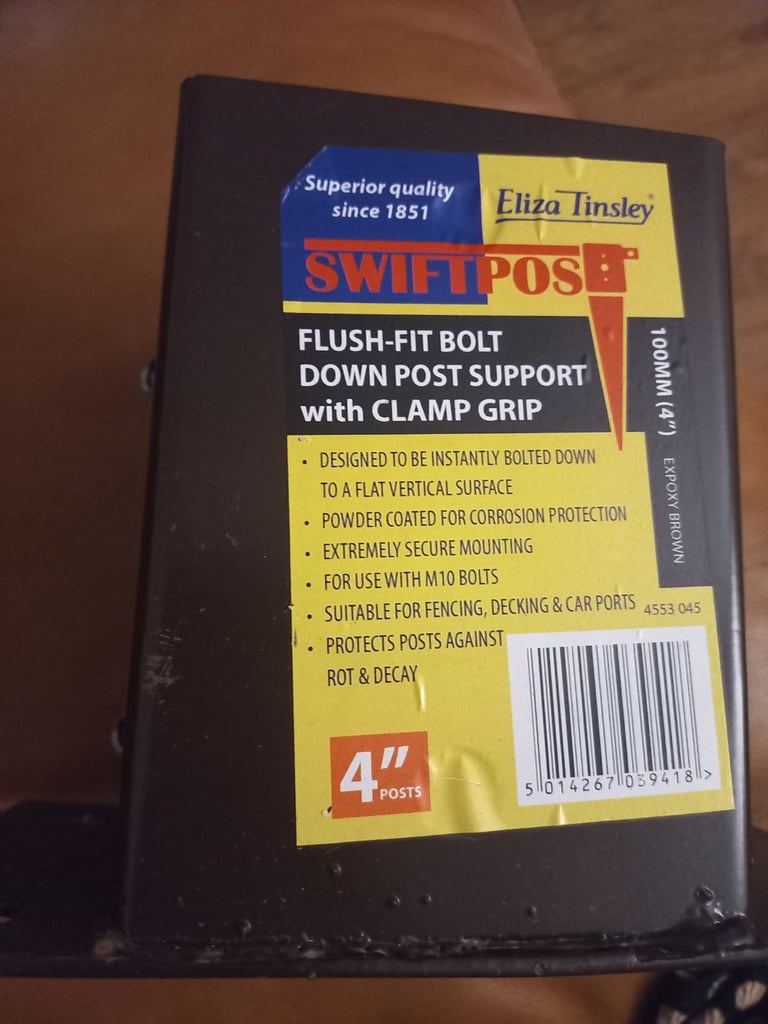 Superior quality
since 1851
Eliza Tinsley®
SWIFTPOST
FLUSH-FIT BOLT
DOWN POST SUPPORT
with CLAMP GRIP
100MM (4") EXPOXY BROWN
• DESIGNED TO BE INSTANTLY BOLTED DOWN
TO A FLAT VERTICAL SURFACE
• POWDER COATED FOR CORROSION PROTECTION
• EXTREMELY SECURE MOUNTING
• FOR USE WITH M10 BOLTS
• SUITABLE FOR FENCING, DECKING & CAR PORTS
4553 045
• PROTECTS POSTS AGAINST
ROT & DECAY
4"
POSTS
5 014267 039418 >